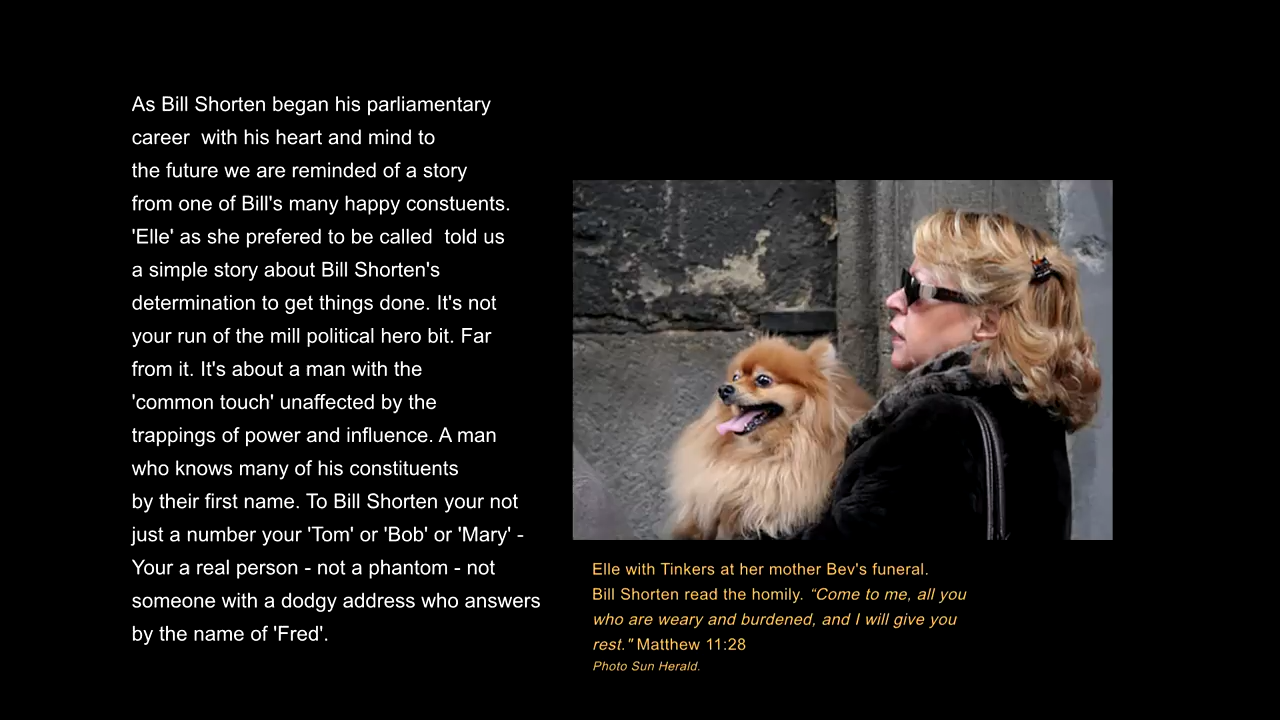 As Bill Shorten began his parliamentary
career  with his heart and mind to
the future we are reminded of a story
from one of Bill's many happy constuents.
'Elle' as she prefered to be called  told us
a simple story about Bill Shorten's
determination to get things done. It's not
your run of the mill political hero bit. Far
from it. It's about a man with the
'common touch' unaffected by the
trappings of power and influence. A man
who knows many of his constituents
by their first name. To Bill Shorten your not
just a number your 'Tom' or 'Bob' or 'Mary' -
Your a real person - not a phantom - not
someone with a dodgy address who answers
by the name of 'Fred'.
Elle with Tinkers at her mother Bev's funeral.
Bill Shorten read the homily. “Come to me, all you
who are weary and burdened, and I will give you
rest." Matthew 11:28
Photo Sun Herald.